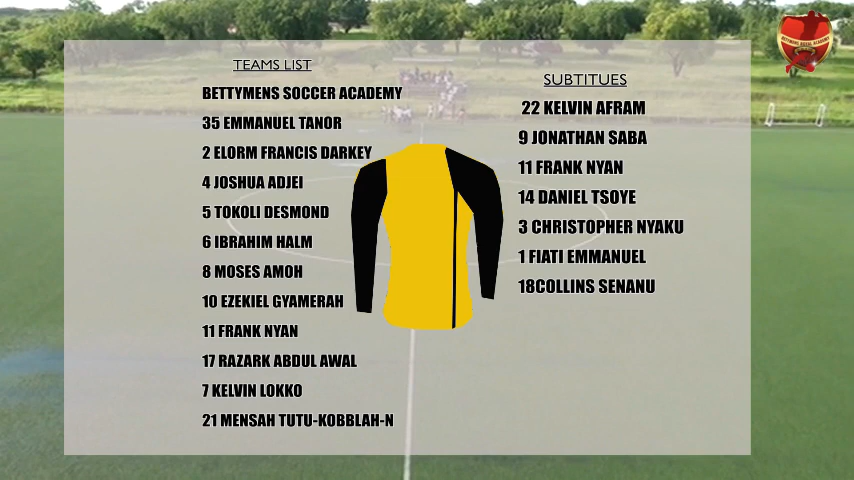 TEAMS LIST
BETTYMENS SOCCER ACADEMY
35 EMMANUEL TANOR
2 ELORM FRANCIS DARKEY
4 JOSHUA ADJEI
5 TOKOLI DESMOND
6 IBRAHIM HALM
8 MOSES AMOH
10 EZEKIEL GYAMERAH
11 FRANK NYAN
17 RAZARK ABDUL AWAL
7 KELVIN LOKKO
21 MENSAH TUTU-KOBBLAH-N
SUBTITUES
22 KELVIN AFRAM
9 JONATHAN SABA
11 FRANK NYAN
14 DANIEL TSOYE
3 CHRISTOPHER NYAKU
1 FIATI EMMANUEL
18COLLINS SENANU